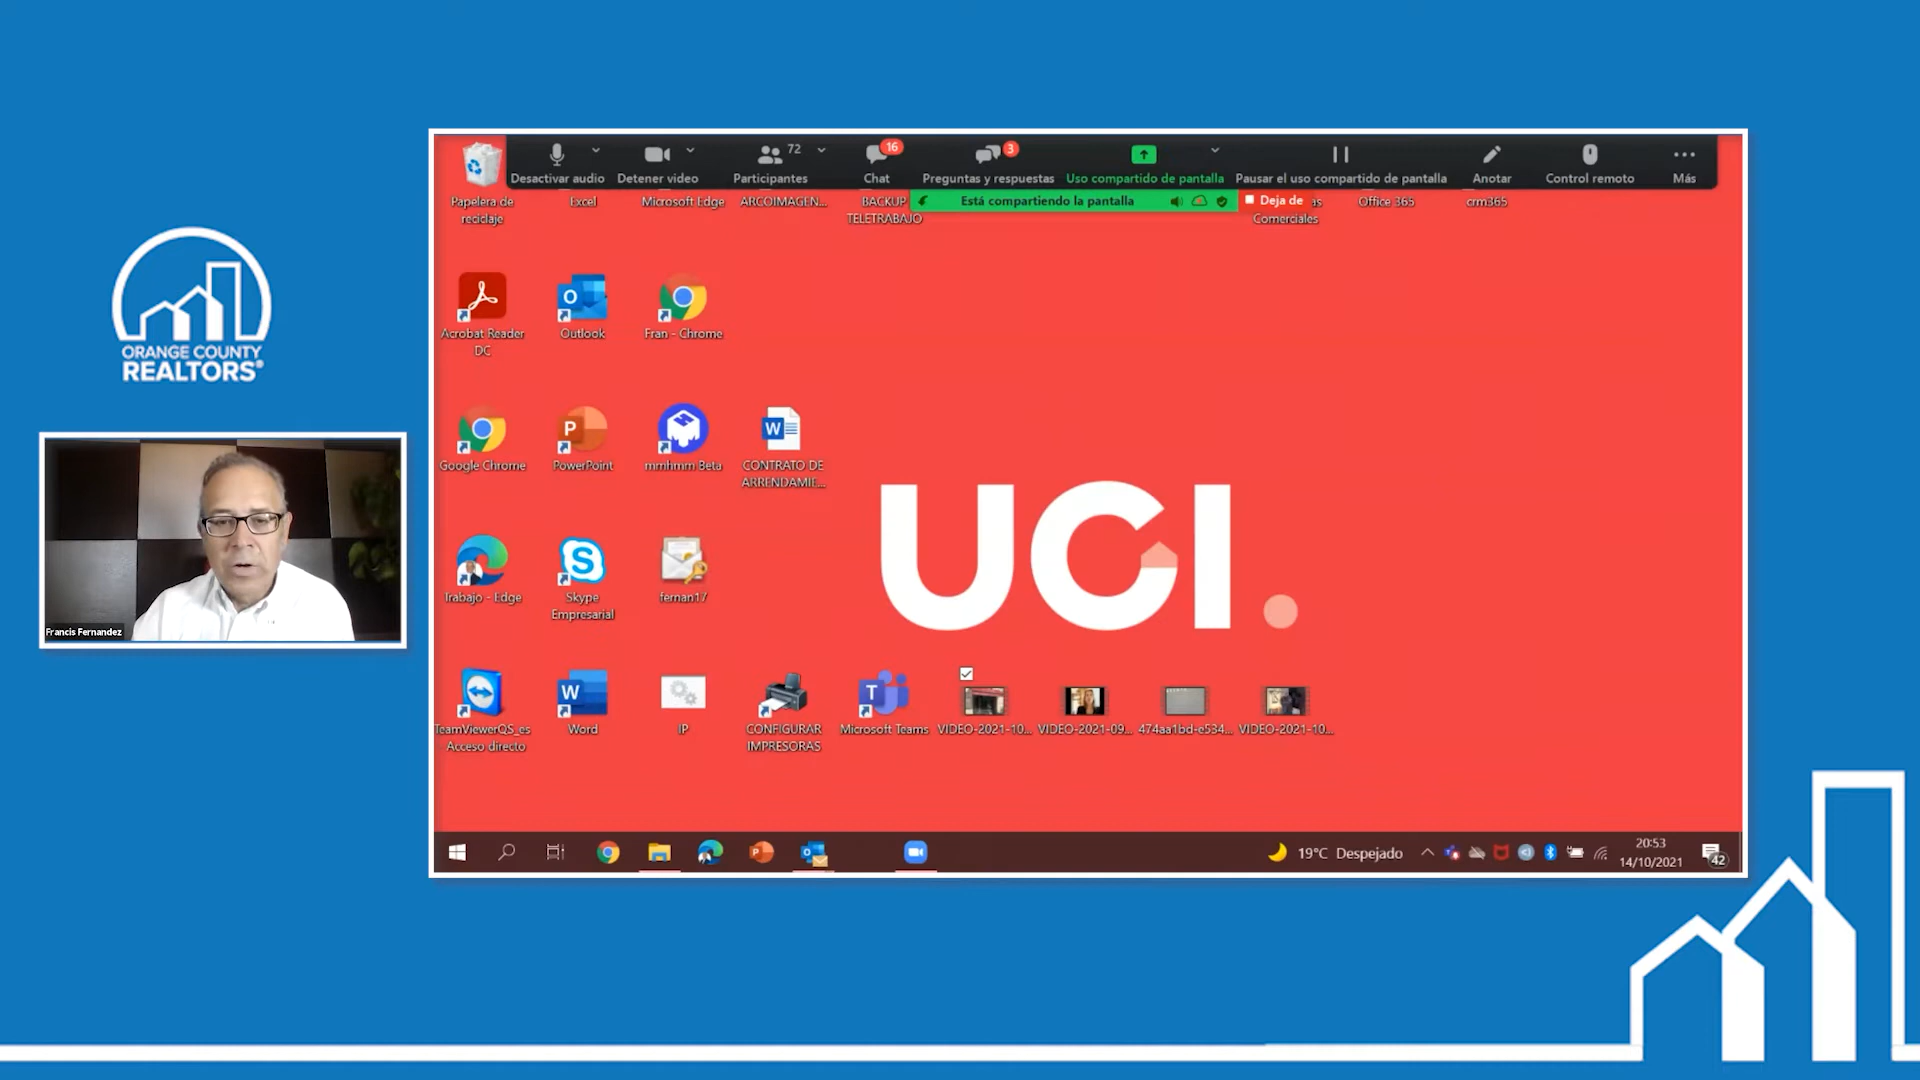 ORANGE COUNTY
REALTORS®
Francis Fernandez
Desactivar audio
Detener video
72
Participantes
16
Chat
3
Preguntas y respuestas
Uso compartido de pantalla
Pausar el uso compartido de pantalla
Anotar
Control remoto
Más
Está compartiendo la pantalla
Deja de
Papelera de
reciclaje
Excel
Microsoft Edge
ARCOIMAGEN...
BACKUP
TELETRABAJO
as
Comerciales
Office 365
crm365
Acrobat Reader
DC
Outlook
Fran - Chrome
Google Chrome
PowerPoint
mmhmm Beta
CONTRATO DE
ARRENDAMIE...
UCI.
Trabajo - Edge
Skype
Empresarial
fernan17
TeamViewerQS_es
Acceso directo
Word
IP
CONFIGURAR
IMPRESORAS
Microsoft Teams
VIDEO-2021-10...
VIDEO-2021-09...
474aa1bd-e534...
VIDEO-2021-10...
19°C Despejado
20:53
14/10/2021
42